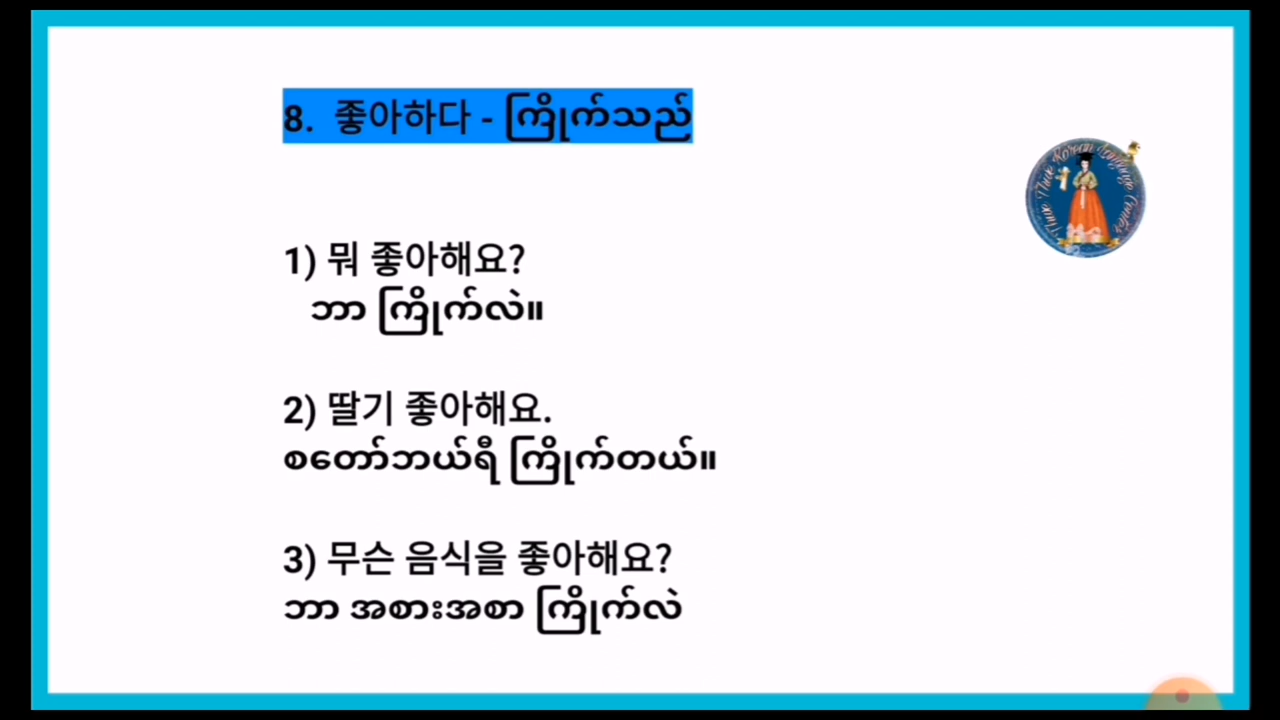 8. 좋아하다 - ကြိုက်သည်
1) 뭐 좋아해요?
ဘာ ကြိုက်လဲ။
2) 딸기 좋아해요.
စတော်ဘယ်ရီ ကြိုက်တယ်။
3) 무슨 음식을 좋아해요?
ဘာ အစားအစာ ကြိုက်လဲ